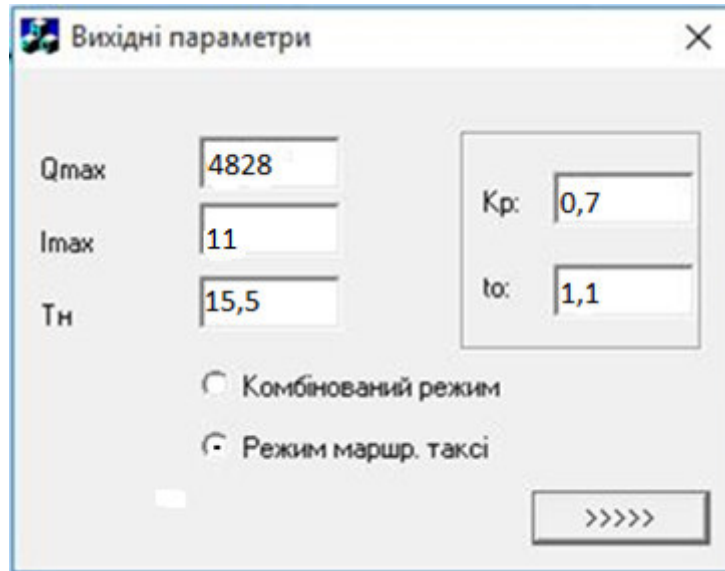 Вихідні параметри
Qmax 4828
Imax 11
Тн 15,5
Кр: 0,7
to: 1,1
Комбінований режим
Режим маршр. таксі
>>>>>